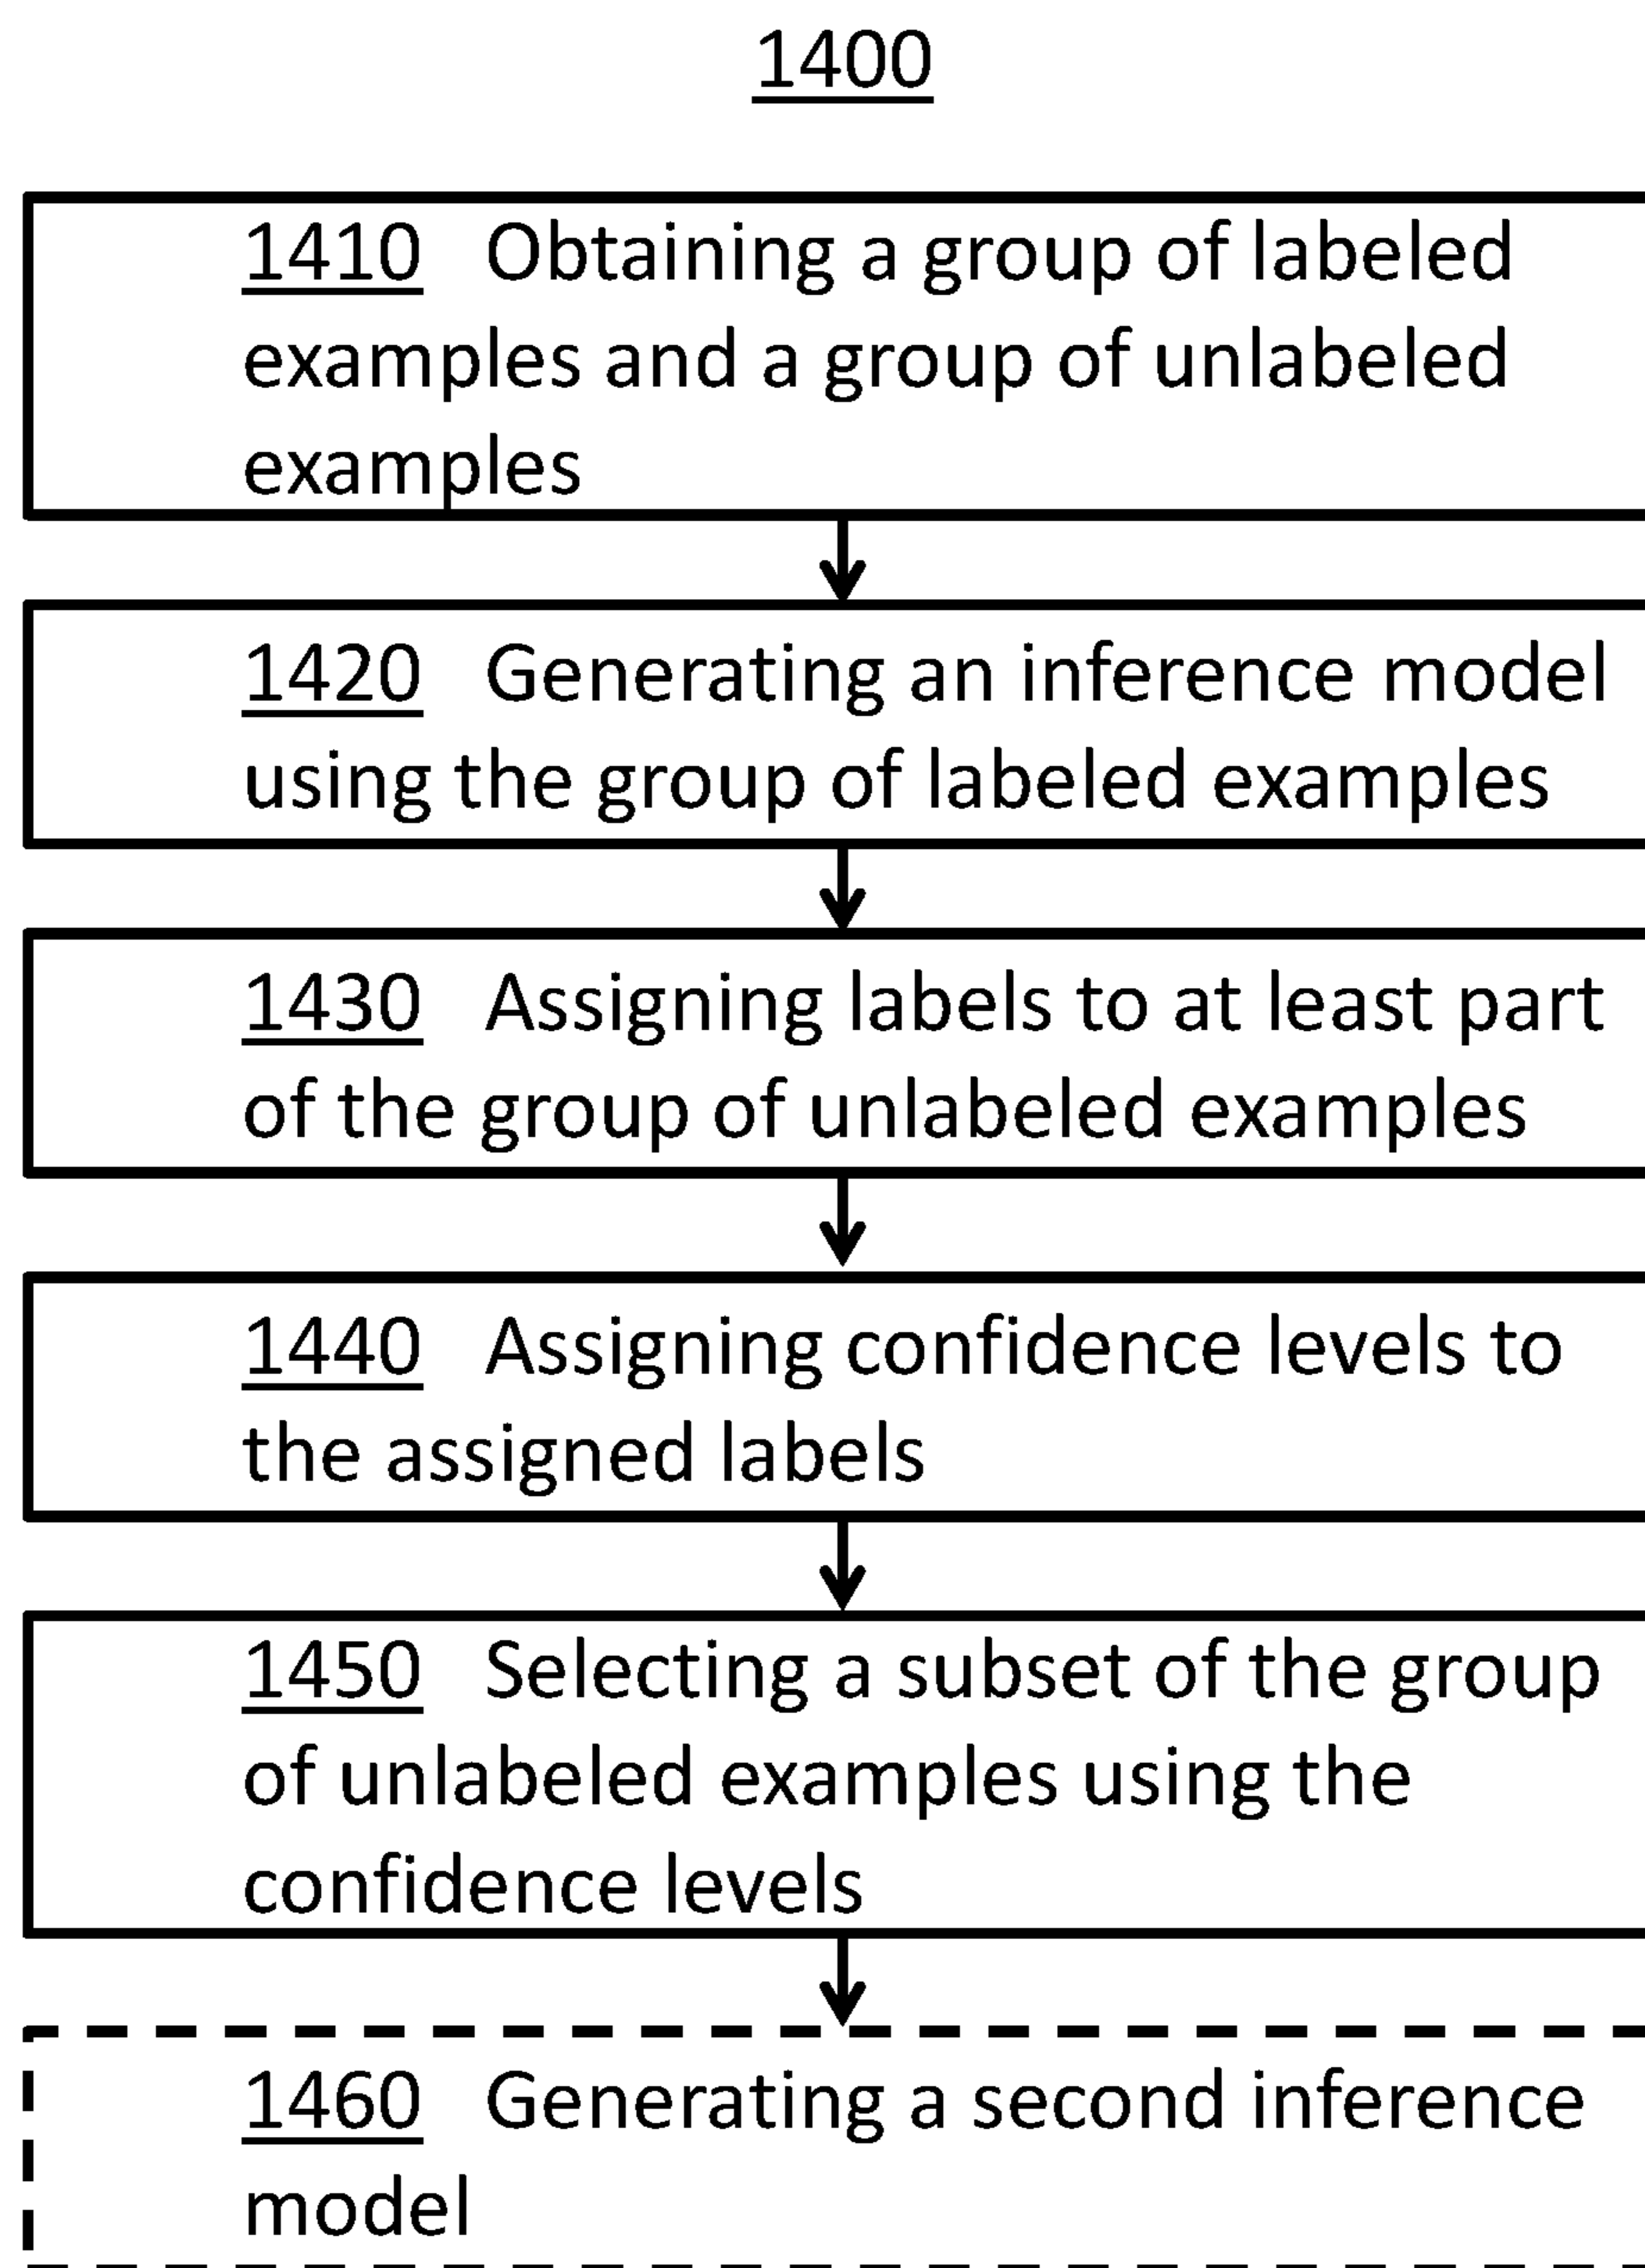 1400
1410 Obtaining a group of labeled
examples and a group of unlabeled
examples
1420 Generating an inference model
using the group of labeled examples
1430 Assigning labels to at least part
of the group of unlabeled examples
1440 Assigning confidence levels to
the assigned labels
1450 Selecting a subset of the group
of unlabeled examples using the
confidence levels
1460 Generating a second inference
model